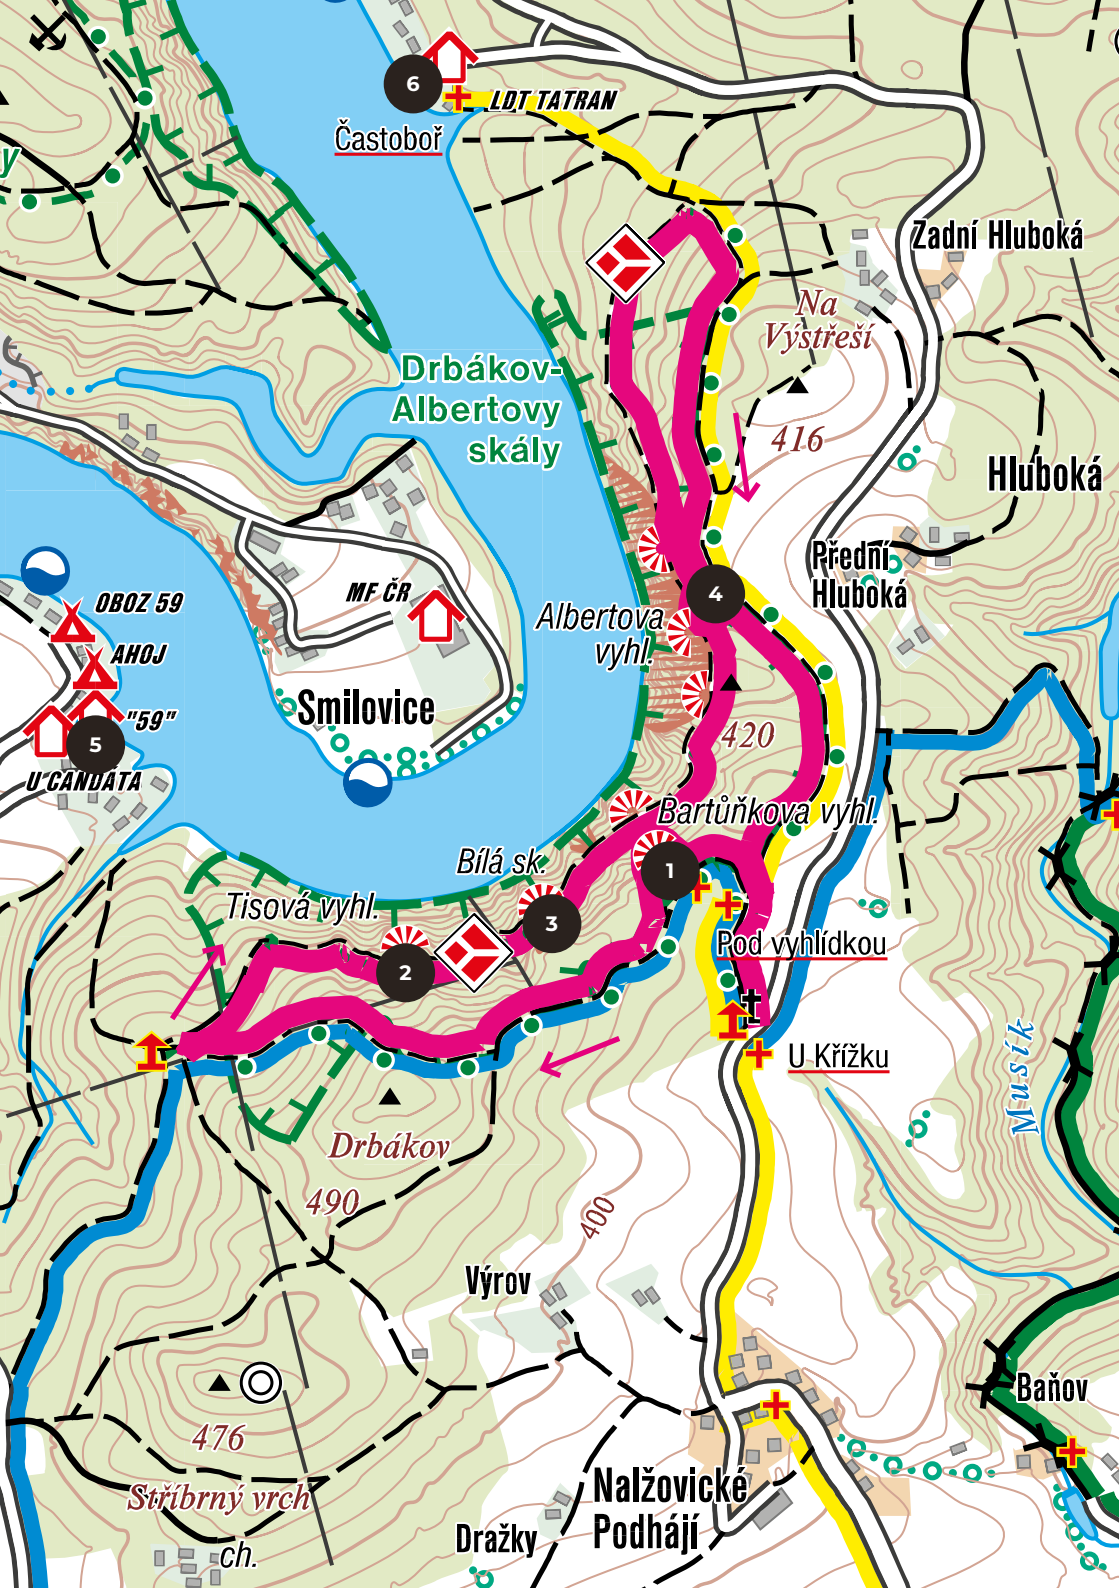 6
LDT TATRAN
Častoboř
y
Zadní Hluboká
Na
Výstřeší
416
Drbákov-
Albertovy
skály
Hluboká
Přední
Hluboká
OBOZ 59
MF ČR
AHOJ
4
Albertova
vyhl.
"59"
Smilovice
5
U CANDÁTA
420
Bartůňkova vyhl.
Bílá sk.
1
Tisová vyhl.
3
2
Pod vyhlídkou
U Křížku
Musík
Drbákov
490
400
Výrov
Baňov
476
Stříbrný vrch
Nalžovické
Podhájí
Dražky
ch.